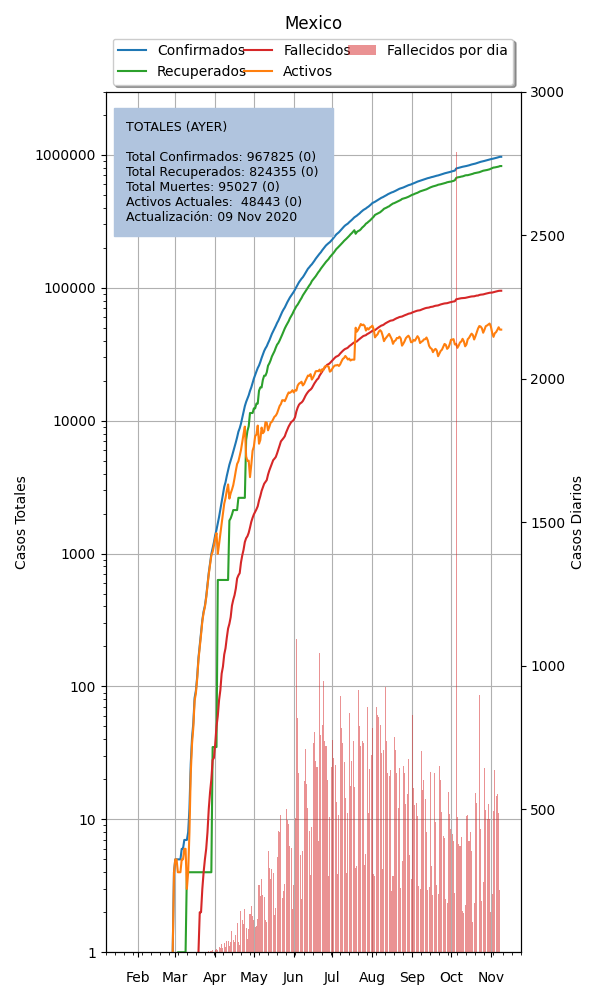 Mexico
Confirmados
Recuperados
Fallecidos
Activos
Fallecidos por dia
TOTALES (AYER)
Total Confirmados: 967825 (0)
Total Recuperados: 824355 (0)
Total Muertes: 95027 (0)
Activos Actuales: 48443 (0)
Actualización: 09 Nov 2020
Casos Totales
1000000
100000
10000
1000
100
10
1
Casos Diarios
3000
2500
2000
1500
1000
500
Feb Mar Apr May Jun Jul Aug Sep Oct Nov